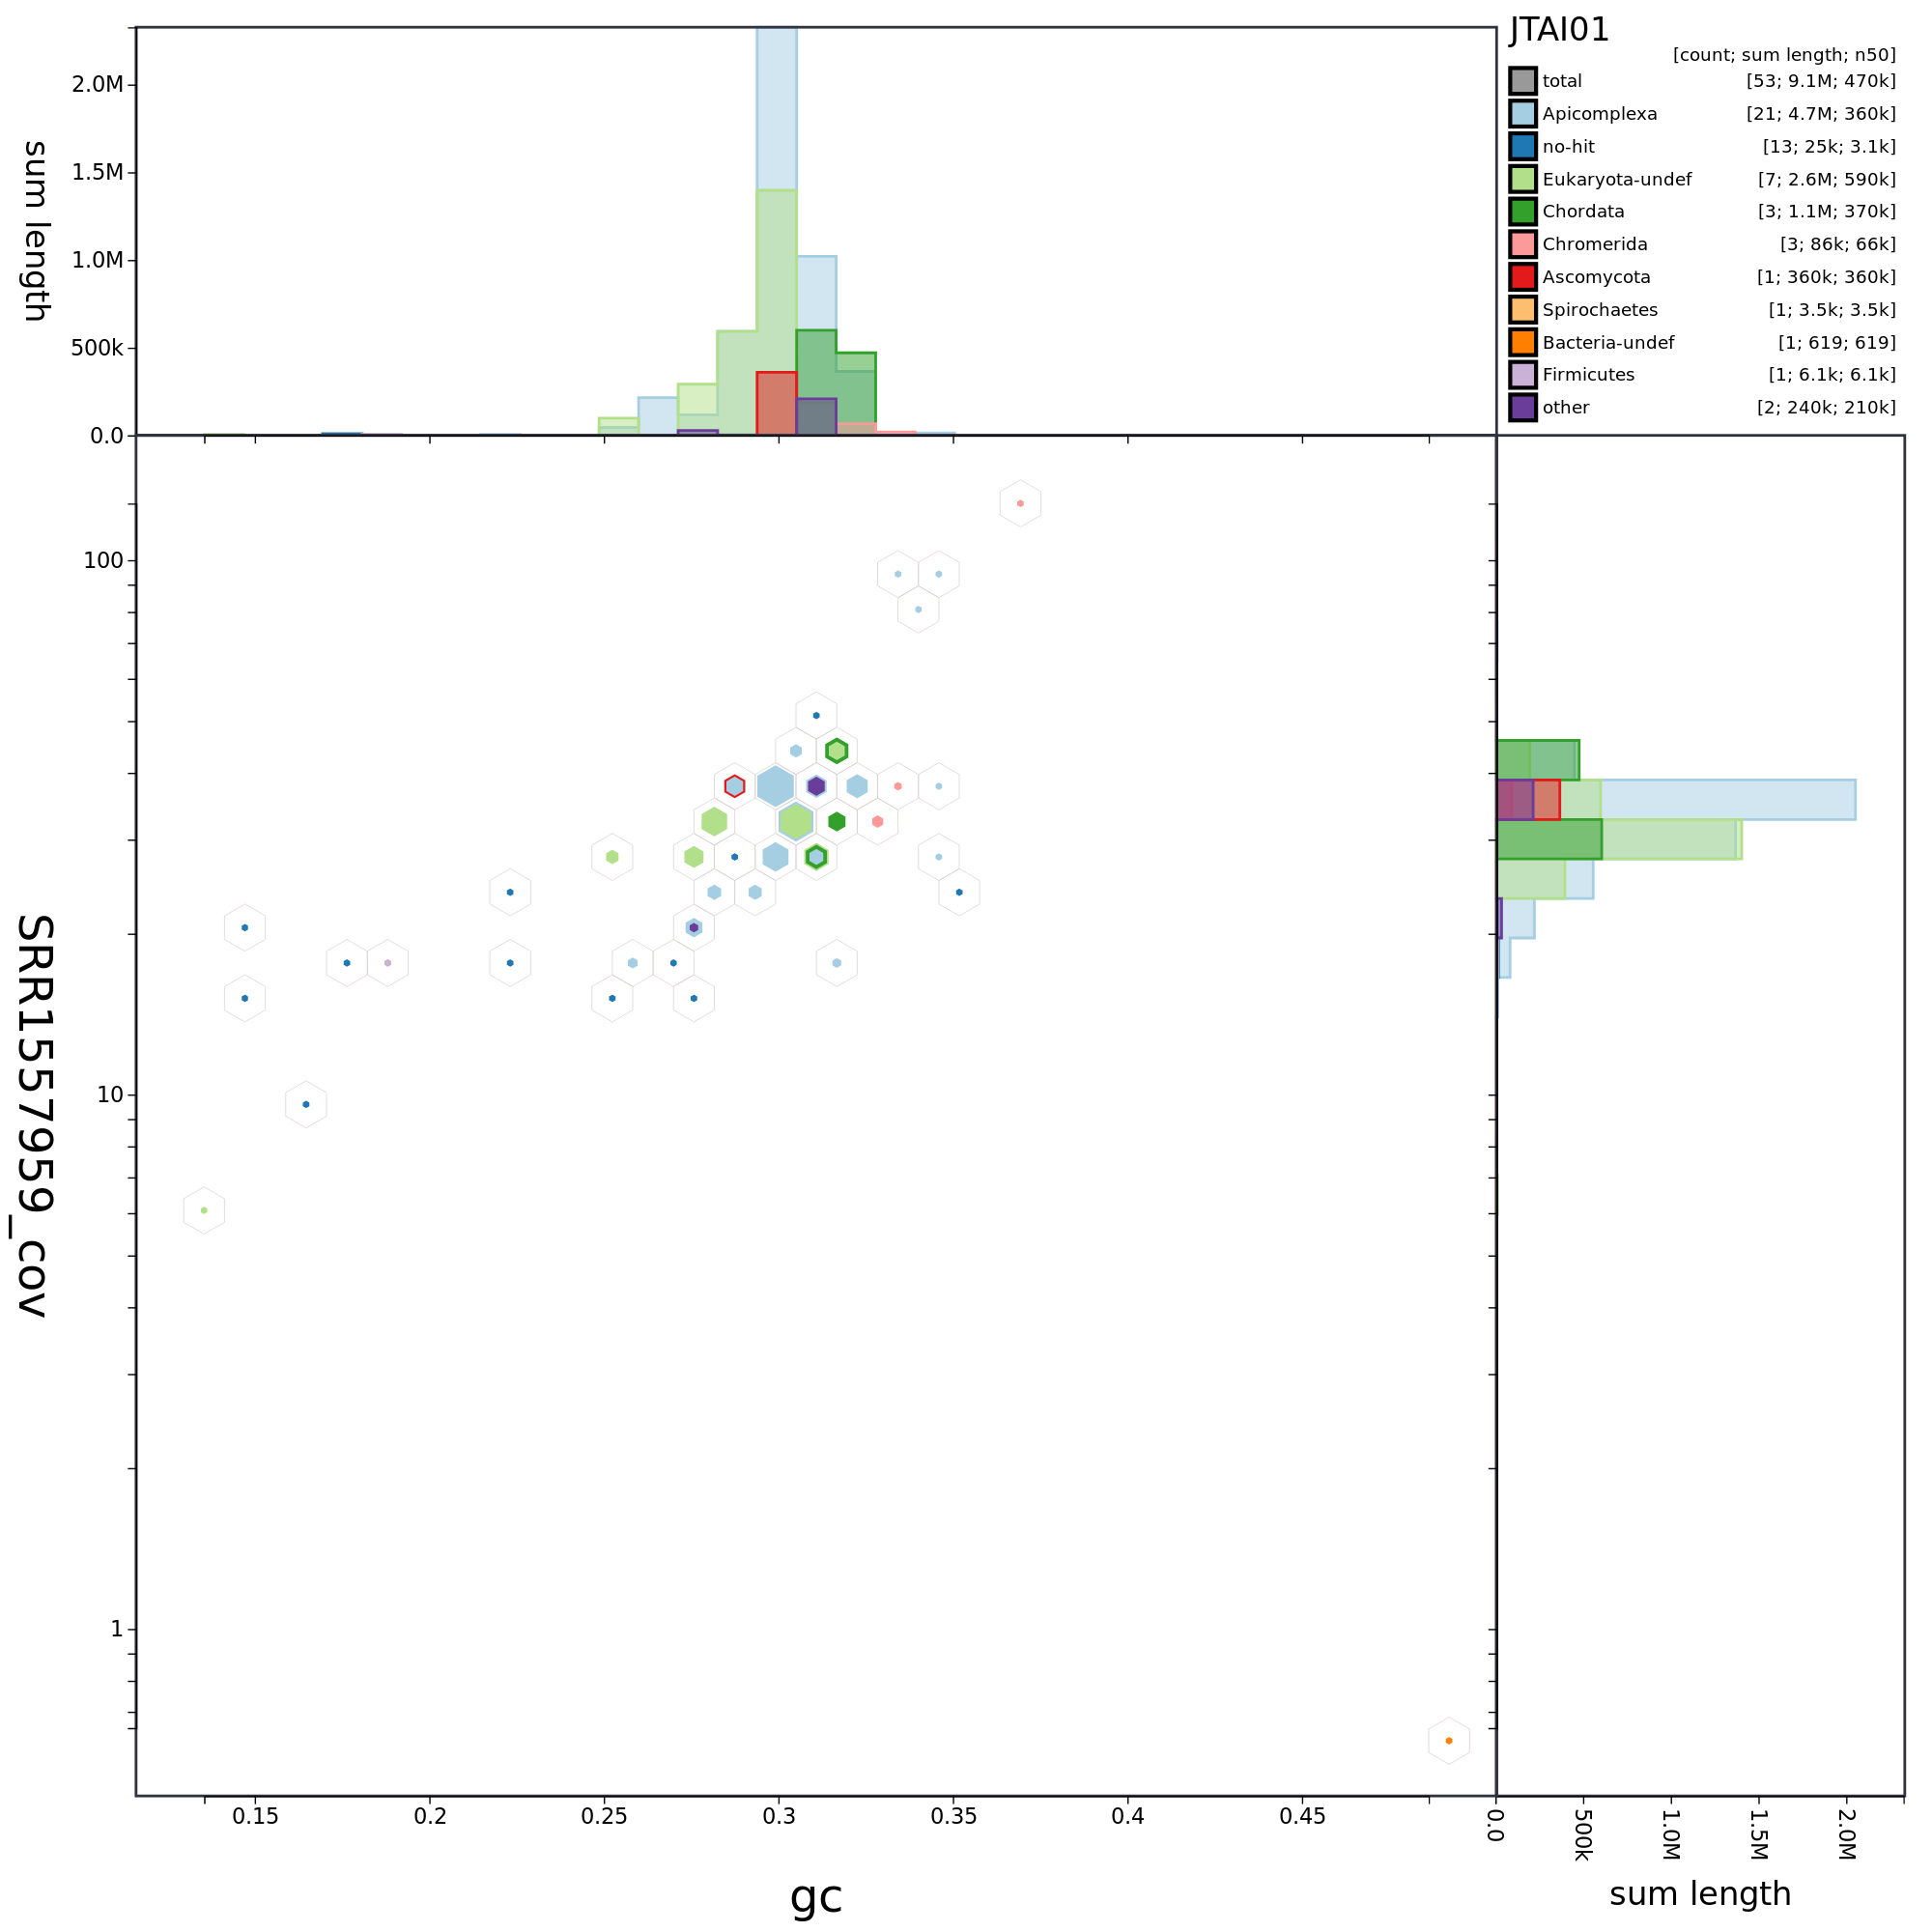 JTAI01
[count; sum length; n50]
total [53; 9.1M; 470k]
Apicomplexa [21; 4.7M; 360k]
no-hit [13; 25k; 3.1k]
Eukaryota-undef [7; 2.6M; 590k]
Chordata [3; 1.1M; 370k]
Chromerida [3; 86k; 66k]
Ascomycota [1; 360k; 360k]
Spirochaetes [1; 3.5k; 3.5k]
Bacteria-undef [1; 619; 619]
Firmicutes [1; 6.1k; 6.1k]
other [2; 240k; 210k]
sum length
2.0M
1.5M
1.0M
500k
0.0
SRR1557959_cov
100
10
1
0.15 0.2 0.25 0.3 0.35 0.4 0.45
gc
0.0 500k 1.0M 1.5M 2.0M
sum length